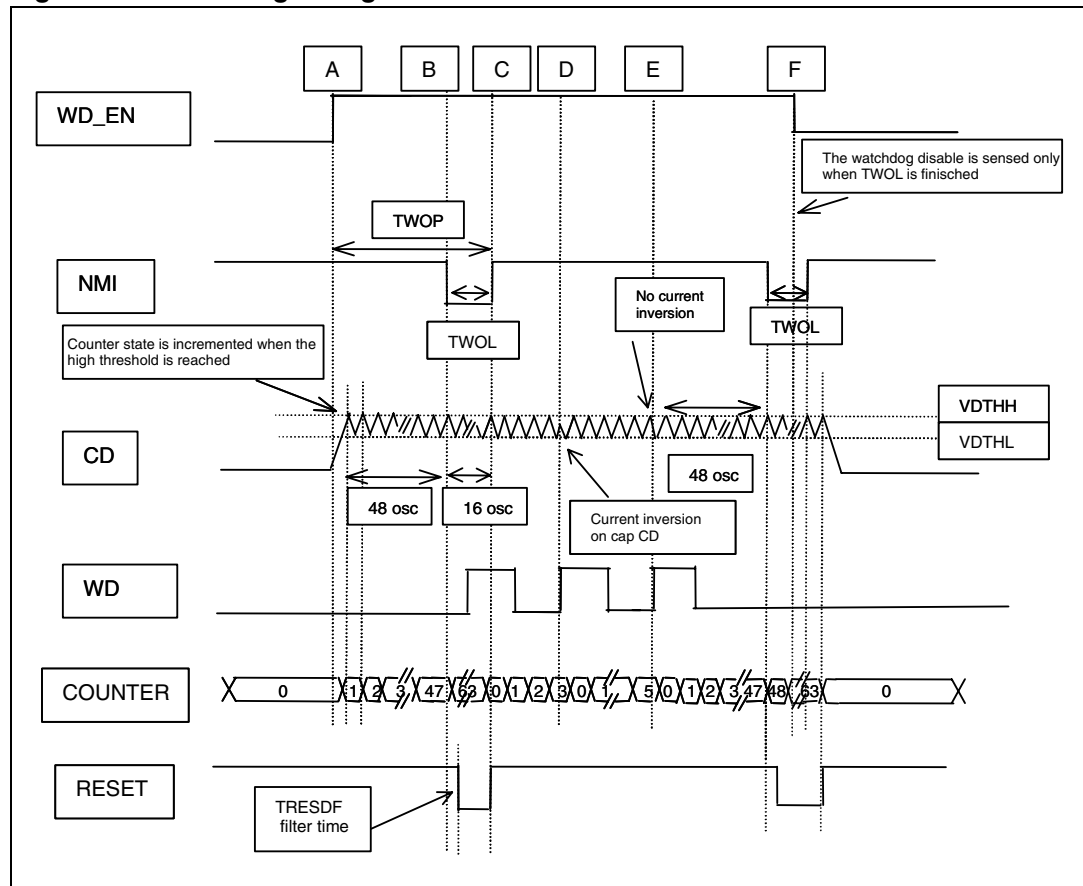 A B C D E F
WD_EN
The watchdog disable is sensed only
when TWOL is finisched
TWOP
NMI
No current
inversion
TWOL
TWOL
Counter state is incremented when the
high threshold is reached
VDTHH
VDTHL
CD
48 osc
16 osc
48 osc
Current inversion
on cap CD
WD
COUNTER
0 1 2 3 47 63 0 1 2 3 0 1 5 0 1 2 3 47 48 63 0
RESET
TRESDF
filter time